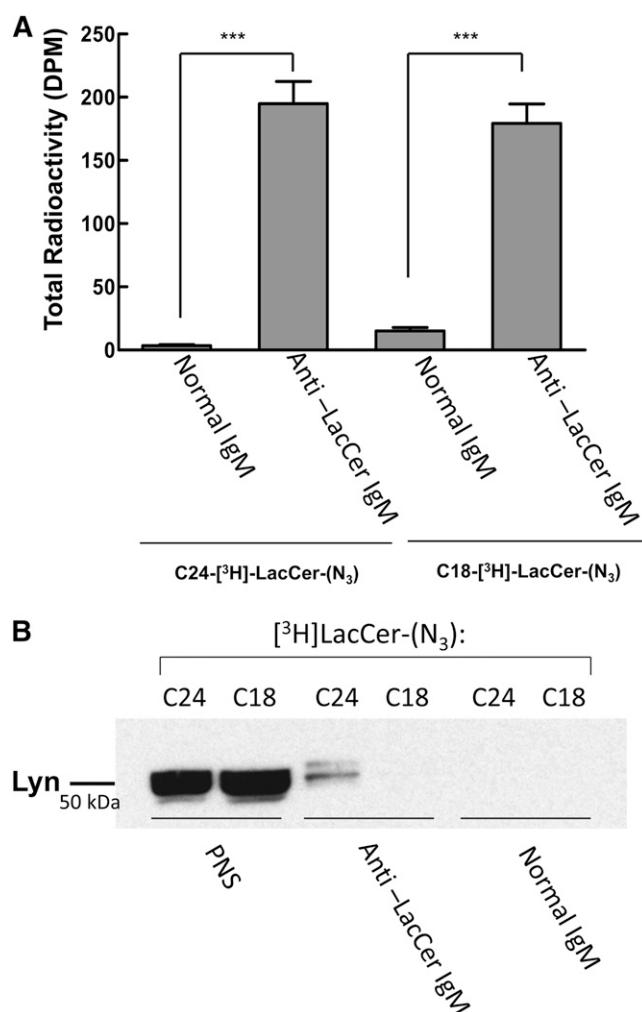 A
Total Radioactivity (DPM)
250
200
150
100
50
0
***
***
Normal IgM
Anti –LacCer IgM
Normal IgM
Anti –LacCer IgM
C24-[³H]-LacCer-(N₃)
C18-[³H]-LacCer-(N₃)
B
[³H]LacCer-(N₃):
C24 C18 C24 C18 C24 C18
Lyn
50 kDa
PNS
Anti –LacCer IgM
Normal IgM